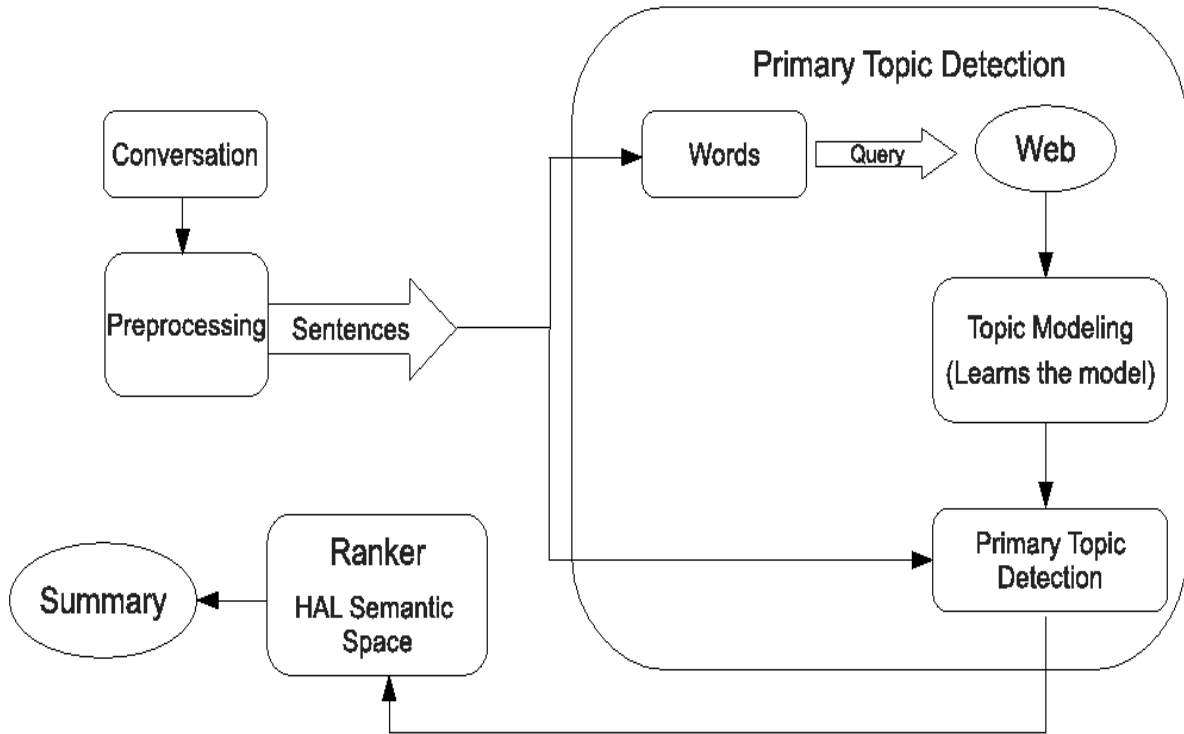 Primary Topic Detection
Conversation
Words
Query
Web
Preprocessing
Sentences
Topic Modeling
(Learns the model)
Primary Topic
Detection
Ranker
HAL Semantic
Space
Summary